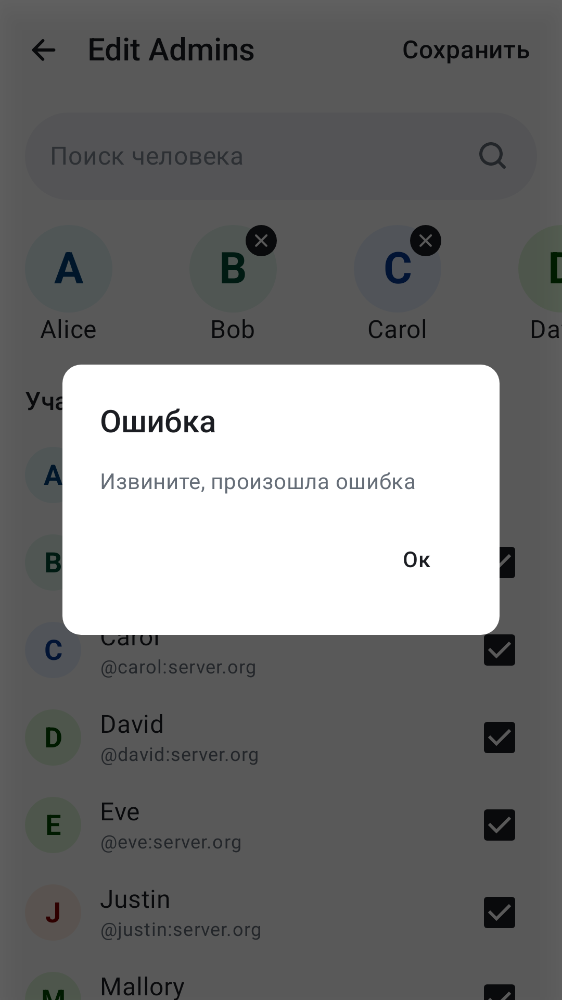 Edit Admins
Сохранить
Поиск человека
A
B
C
D
Alice
Bob
Carol
Da
Уча
Ошибка
Извините, произошла ошибка
Ок
A
B
C
Carol
@carol:server.org
D
David
@david:server.org
E
Eve
@eve:server.org
J
Justin
@justin:server.org
M
Mallory